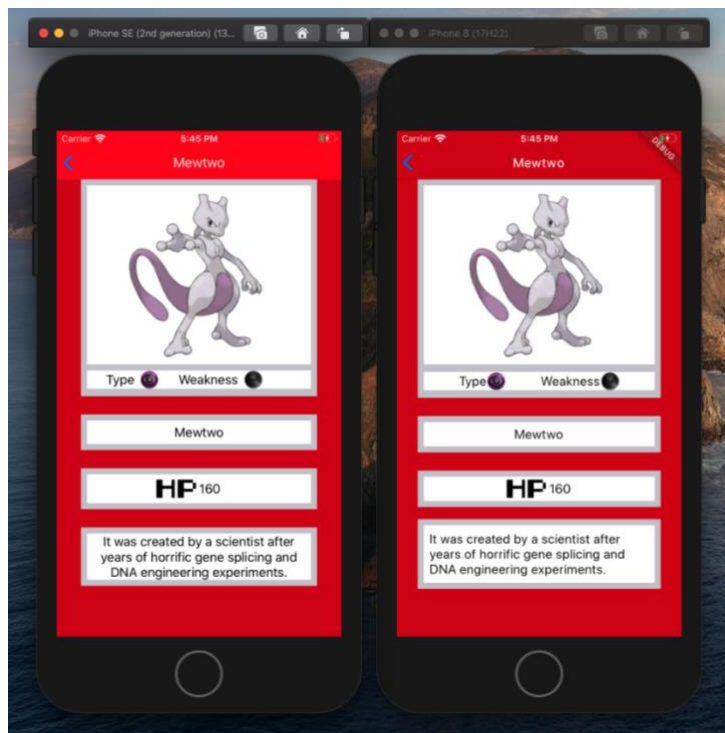 iPhone SE (2nd generation) (13...
iPhone 8 (17H22)
Carrier
5:45 PM
Mewtwo
Type
Weakness
Mewtwo
HP 160
It was created by a scientist after
years of horrific gene splicing and
DNA engineering experiments.
Carrier
5:45 PM
DEBUG
Mewtwo
Type
Weakness
Mewtwo
HP 160
It was created by a scientist after
years of horrific gene splicing and
DNA engineering experiments.